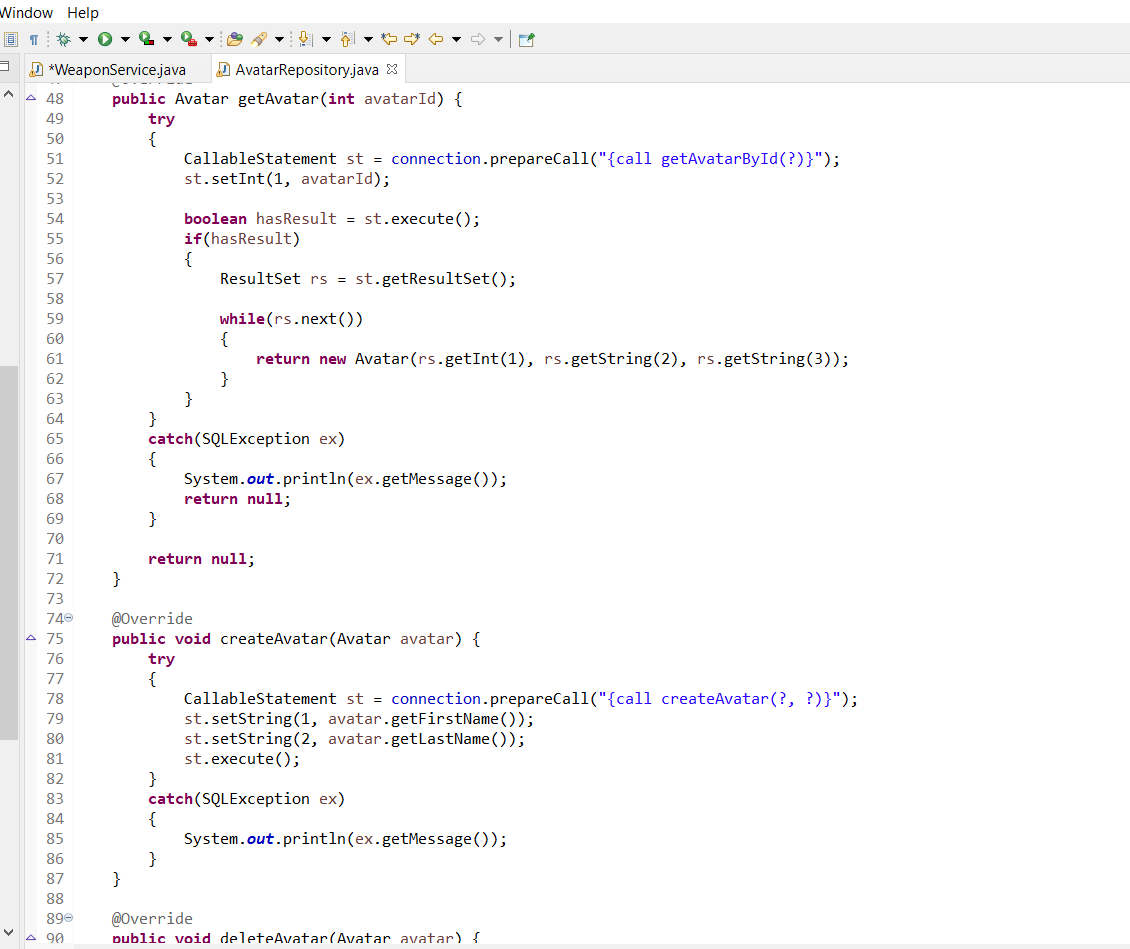 Window Help
*WeaponService.java AvatarRepository.java
48 public Avatar getAvatar(int avatarId) {
49 try
50 {
51 CallableStatement st = connection.prepareCall("{call getAvatarById(?)}");
52 st.setInt(1, avatarId);
53
54 boolean hasResult = st.execute();
55 if(hasResult)
56 {
57 ResultSet rs = st.getResultSet();
58
59 while(rs.next())
60 {
61 return new Avatar(rs.getInt(1), rs.getString(2), rs.getString(3));
62 }
63 }
64 }
65 catch(SQLException ex)
66 {
67 System.out.println(ex.getMessage());
68 return null;
69 }
70
71 return null;
72 }
73
74 @Override
75 public void createAvatar(Avatar avatar) {
76 try
77 {
78 CallableStatement st = connection.prepareCall("{call createAvatar(?, ?)}");
79 st.setString(1, avatar.getFirstName());
80 st.setString(2, avatar.getLastName());
81 st.execute();
82 }
83 catch(SQLException ex)
84 {
85 System.out.println(ex.getMessage());
86 }
87 }
88
89 @Override
90 public void deleteAvatar(Avatar avatar) {